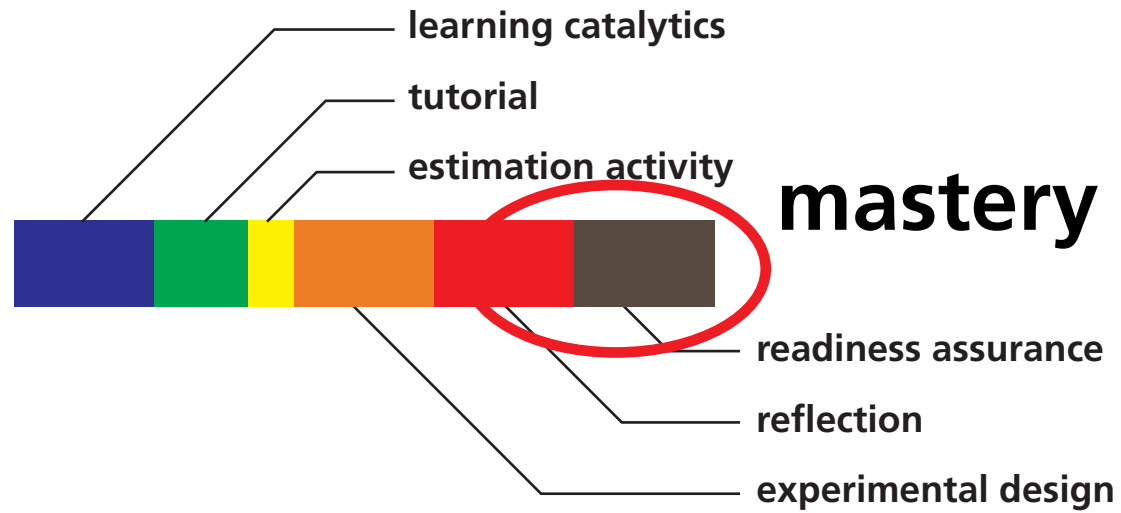 learning catalytics
tutorial
estimation activity
mastery
readiness assurance
reflection
experimental design